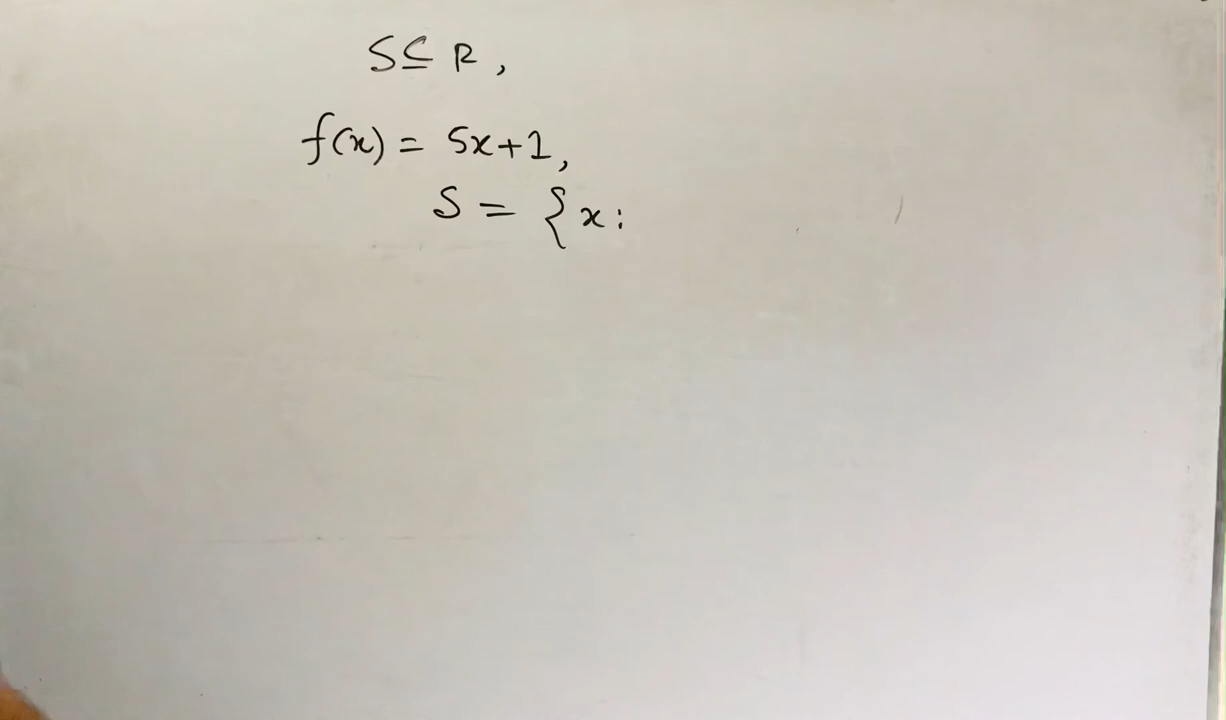 S ⊆ R,
f(x) = 5x+1,
S = {x: